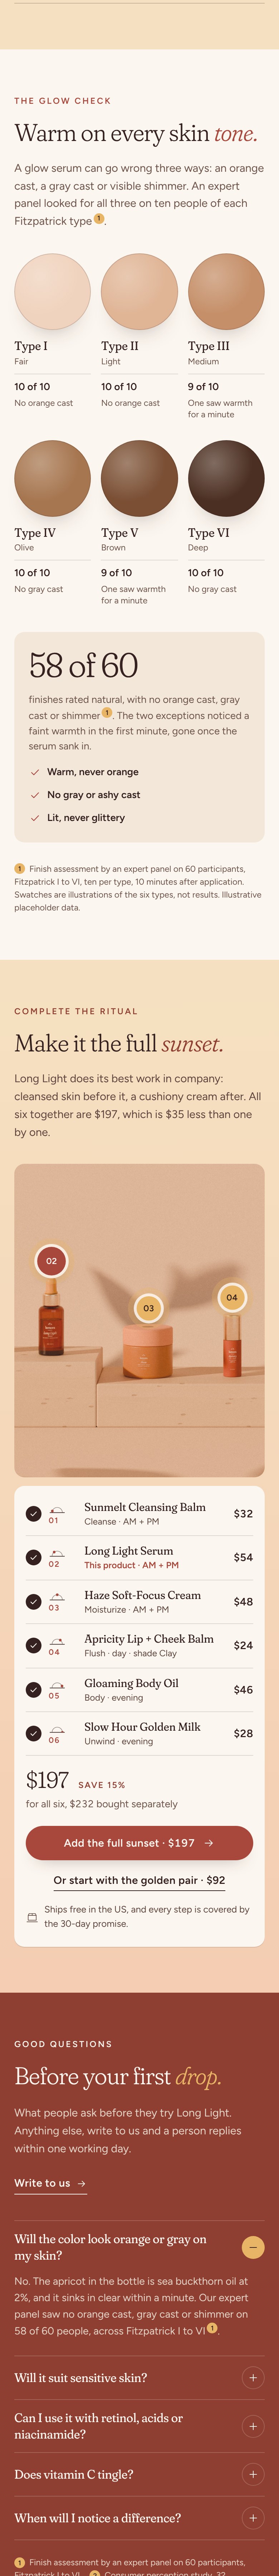 THE GLOW CHECK
Warm on every skin tone.
A glow serum can go wrong three ways: an orange
cast, a gray cast or visible shimmer. An expert
panel looked for all three on ten people of each
Fitzpatrick type 1.
Type I
Fair
10 of 10
No orange cast
Type II
Light
10 of 10
No orange cast
Type III
Medium
9 of 10
One saw warmth
for a minute
Type IV
Olive
10 of 10
No gray cast
Type V
Brown
9 of 10
One saw warmth
for a minute
Type VI
Deep
10 of 10
No gray cast
58 of 60
finishes rated natural, with no orange cast, gray
cast or shimmer 1. The two exceptions noticed a
faint warmth in the first minute, gone once the
serum sank in.
Warm, never orange
No gray or ashy cast
Lit, never glittery
1 Finish assessment by an expert panel on 60 participants,
Fitzpatrick I to VI, ten per type, 10 minutes after application.
Swatches are illustrations of the six types, not results. Illustrative
placeholder data.
COMPLETE THE RITUAL
Make it the full sunset.
Long Light does its best work in company:
cleansed skin before it, a cushiony cream after. All
six together are $197, which is $35 less than one
by one.
02
03
04
01
Sunmelt Cleansing Balm
Cleanse · AM + PM
$32
02
Long Light Serum
This product · AM + PM
$54
03
Haze Soft-Focus Cream
Moisturize · AM + PM
$48
04
Apricity Lip + Cheek Balm
Flush · day · shade Clay
$24
05
Gloaming Body Oil
Body · evening
$46
06
Slow Hour Golden Milk
Unwind · evening
$28
$197 SAVE 15%
for all six, $232 bought separately
Add the full sunset · $197 →
Or start with the golden pair · $92
Ships free in the US, and every step is covered by
the 30-day promise.
GOOD QUESTIONS
Before your first drop.
What people ask before they try Long Light.
Anything else, write to us and a person replies
within one working day.
Write to us →
Will the color look orange or gray on
my skin?
No. The apricot in the bottle is sea buckthorn oil at
2%, and it sinks in clear within a minute. Our expert
panel saw no orange cast, gray cast or shimmer on
58 of 60 people, across Fitzpatrick I to VI 1.
Will it suit sensitive skin?
Can I use it with retinol, acids or
niacinamide?
Does vitamin C tingle?
When will I notice a difference?
1 Finish assessment by an expert panel on 60 participants,